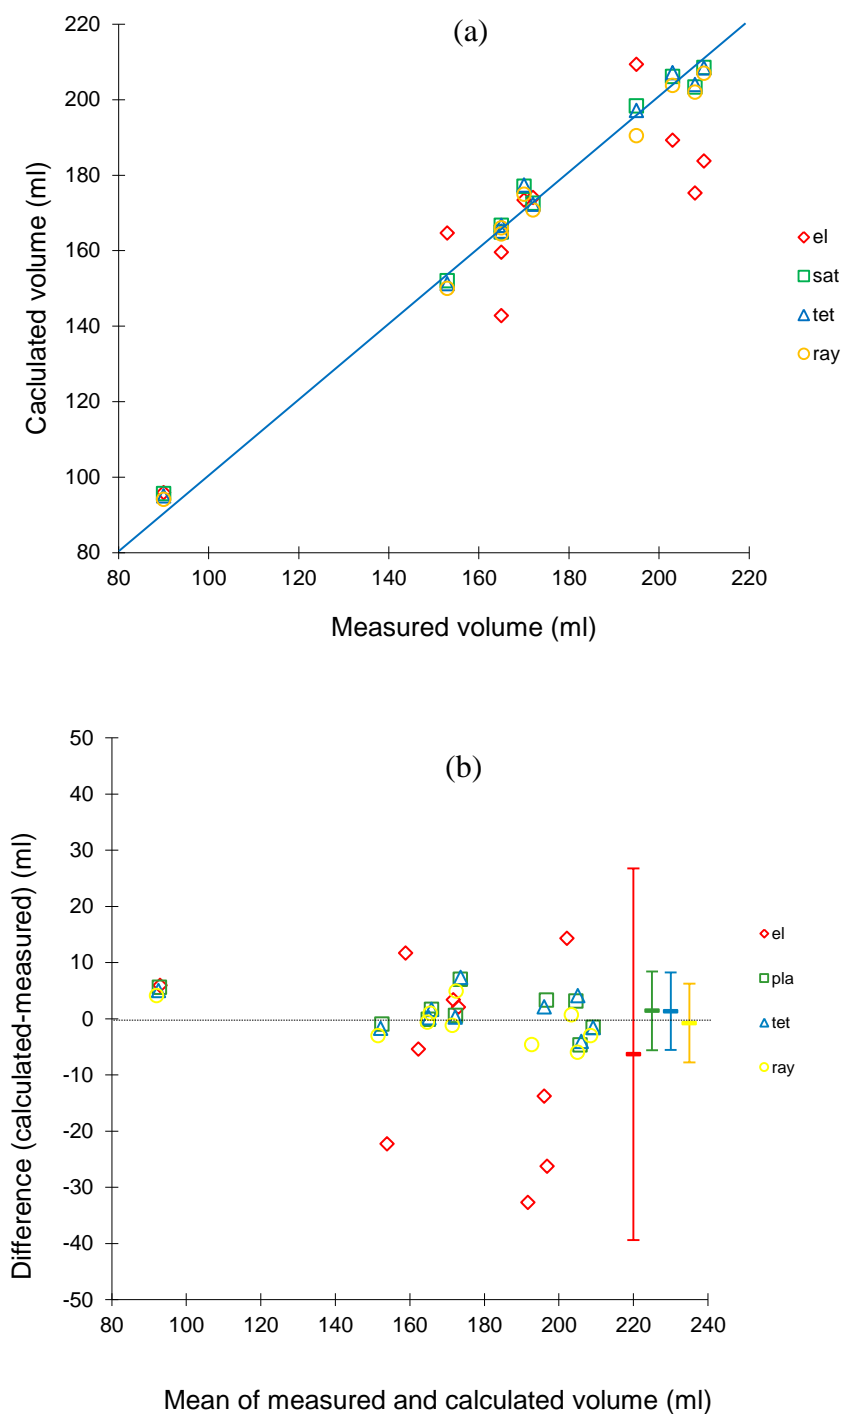 (a)
220
200
180
160
140
120
100
80
80 100 120 140 160 180 200 220
Caclulated volume (ml)
Measured volume (ml)
el
sat
tet
ray
(b)
50
40
30
20
10
0
-10
-20
-30
-40
-50
80 100 120 140 160 180 200 220 240
Difference (calculated-measured) (ml)
Mean of measured and calculated volume (ml)
el
pla
tet
ray